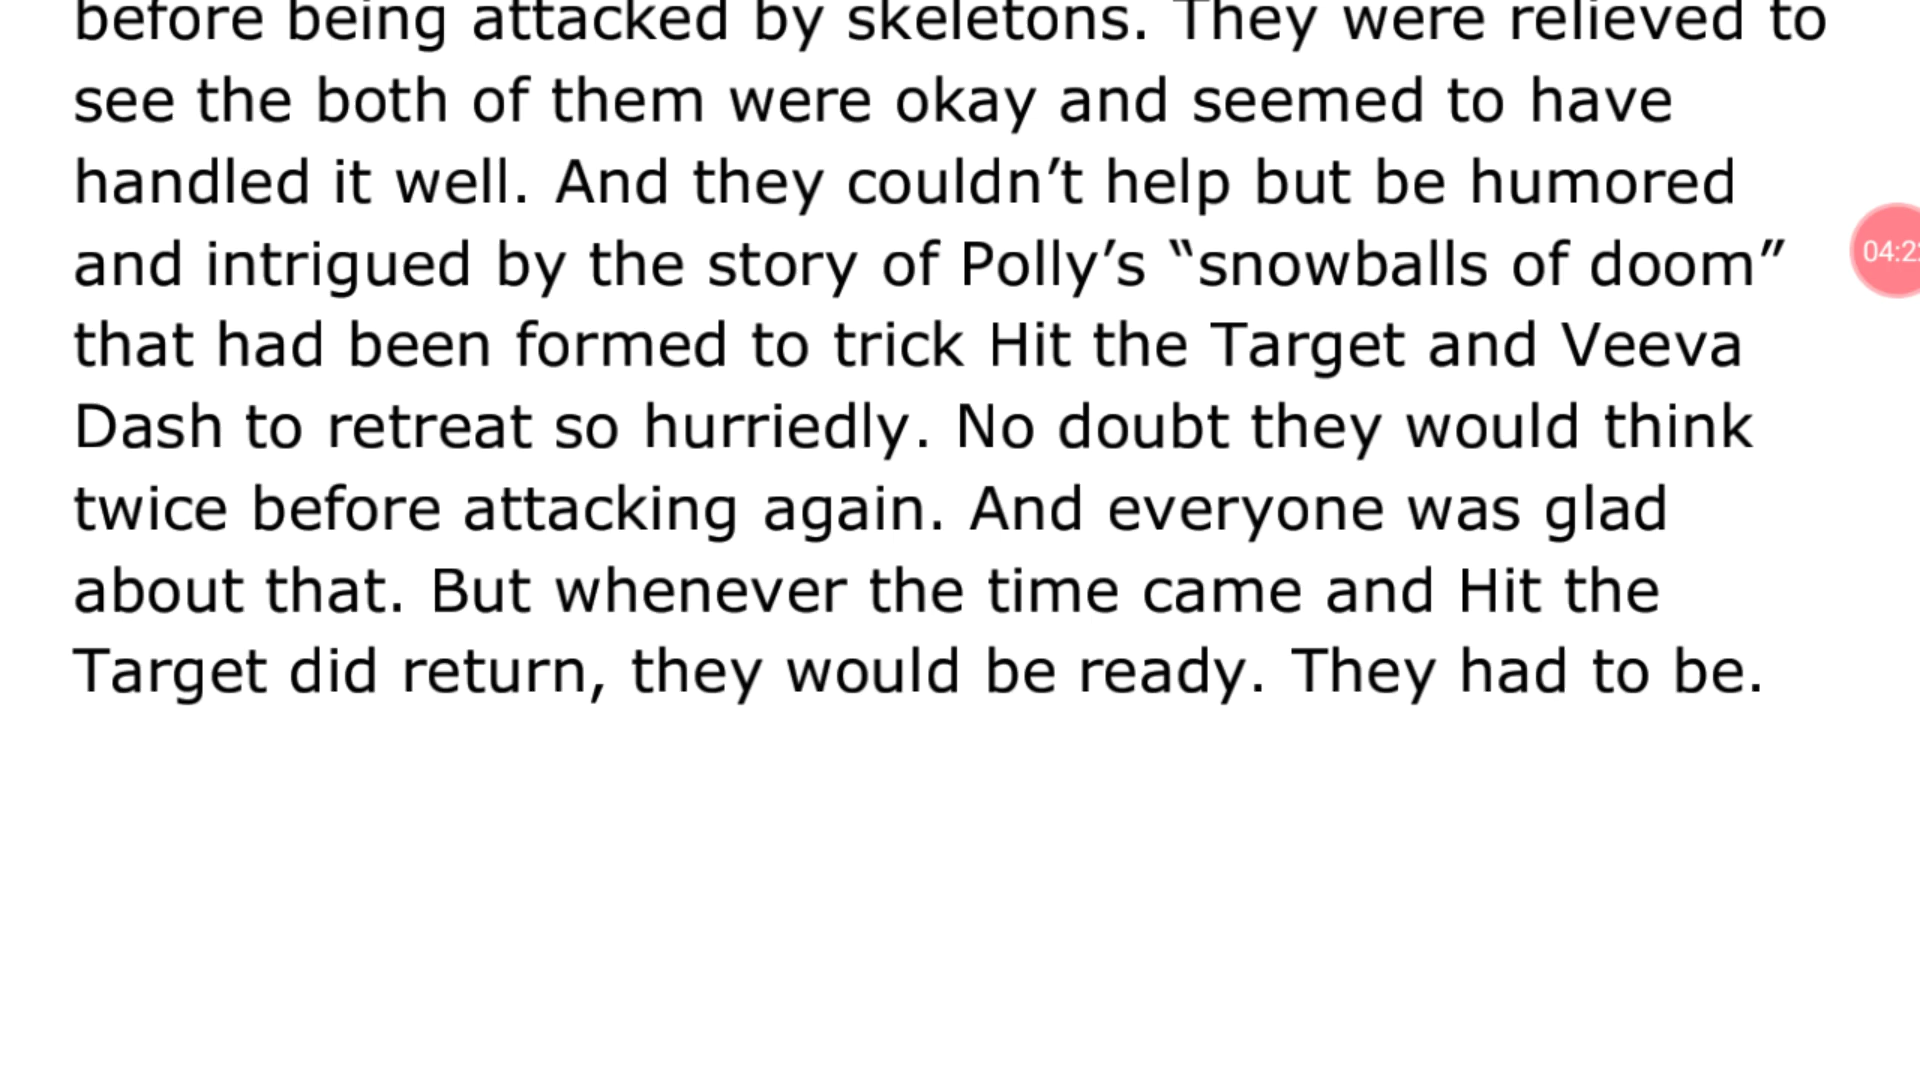 before being attacked by skeletons. They were relieved to
see the both of them were okay and seemed to have
handled it well. And they couldn’t help but be humored
and intrigued by the story of Polly’s “snowballs of doom”
that had been formed to trick Hit the Target and Veeva
Dash to retreat so hurriedly. No doubt they would think
twice before attacking again. And everyone was glad
about that. But whenever the time came and Hit the
Target did return, they would be ready. They had to be.